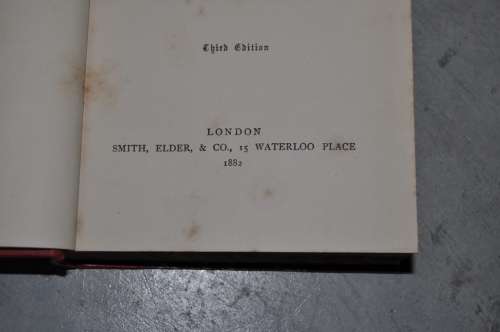 Third Edition
LONDON
SMITH, ELDER, & CO., 15 WATERLOO PLACE
1882